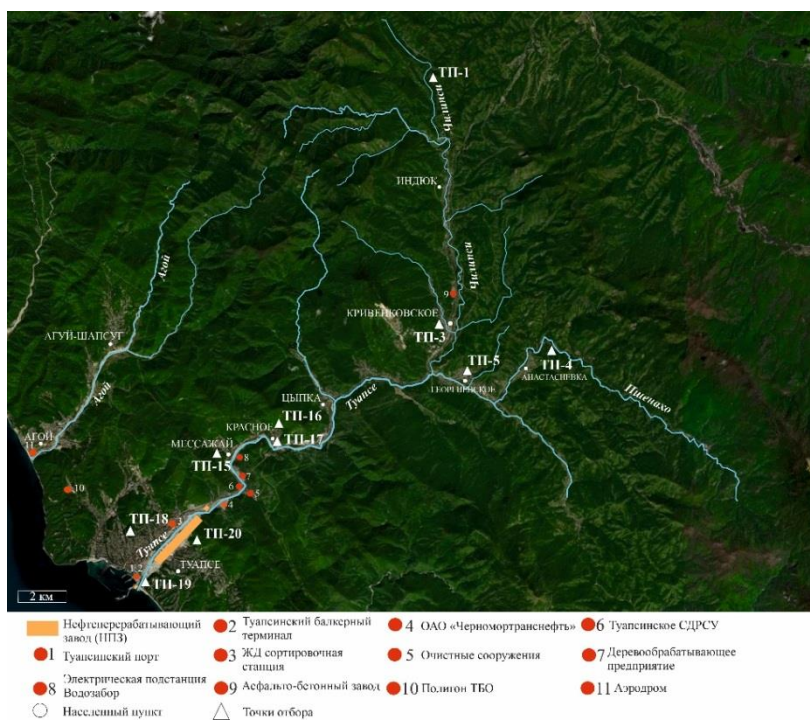 ТП-1
Чилипси
ИНДЮК
Чилипси
9
КРИВЕНКОВСКОЕ
ТП-3
ТП-5
ТП-4
АНАСТАСИЕВКА
ГЕОРГИЕВСКОЕ
Пшенахо
Агой
АГУЙ-ШАПСУГ
Агой
ЦЫПКА
Туапсе
ТП-16
КРАСНОЕ
ТП-17
МЕССАЖАЙ
ТП-15
8
7
6
5
4
АГОЙ
11
10
ТП-18
3
Туапсе
ТП-20
ТУАПСЕ
1
2
ТП-19
2 км
Нефтеперерабатывающий
завод (НПЗ)
1
Туапсинский порт
8
Электрическая подстанция
Водозабор
Населенный пункт
2
Туапсинский балкерный
терминал
3
ЖД сортировочная
станция
9
Асфальто-бетонный завод
Точки отбора
4
ОАО «Черномортранснефть»
5
Очистные сооружения
10
Полигон ТБО
6
Туапсинское СДРСУ
7
Деревообрабатывающее
предприятие
11
Аэродром